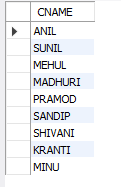 CNAME
ANIL
SUNIL
MEHUL
MADHURI
PRAMOD
SANDIP
SHIVANI
KRANTI
MINU